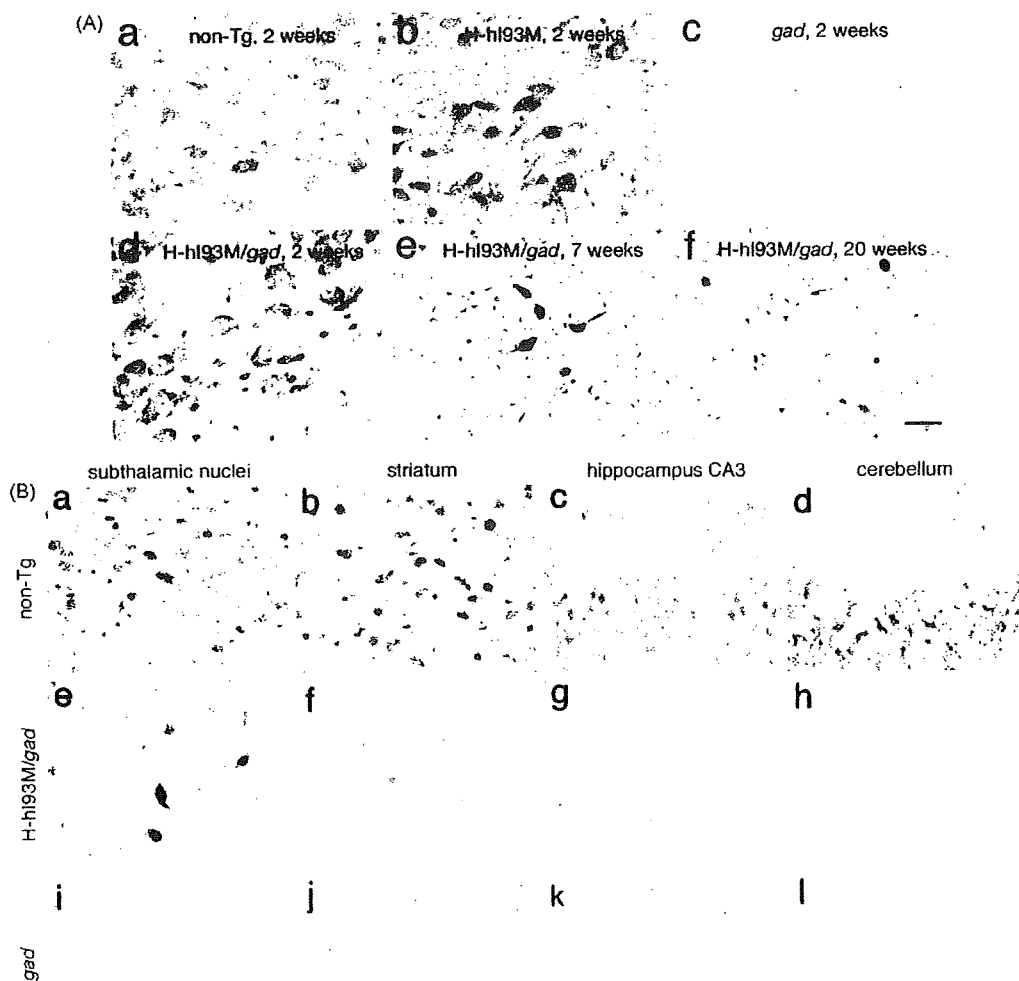 (A) a non-Tg, 2 weeks b H-hI93M, 2 weeks c gad, 2 weeks
d H-hI93M/gad, 2 weeks e H-hI93M/gad, 7 weeks f H-hI93M/gad, 20 weeks
subthalamic nuclei striatum hippocampus CA3 cerebellum
(B) a b c d
non-Tg
e f g h
H-hI93M/gad
i j k l
gad